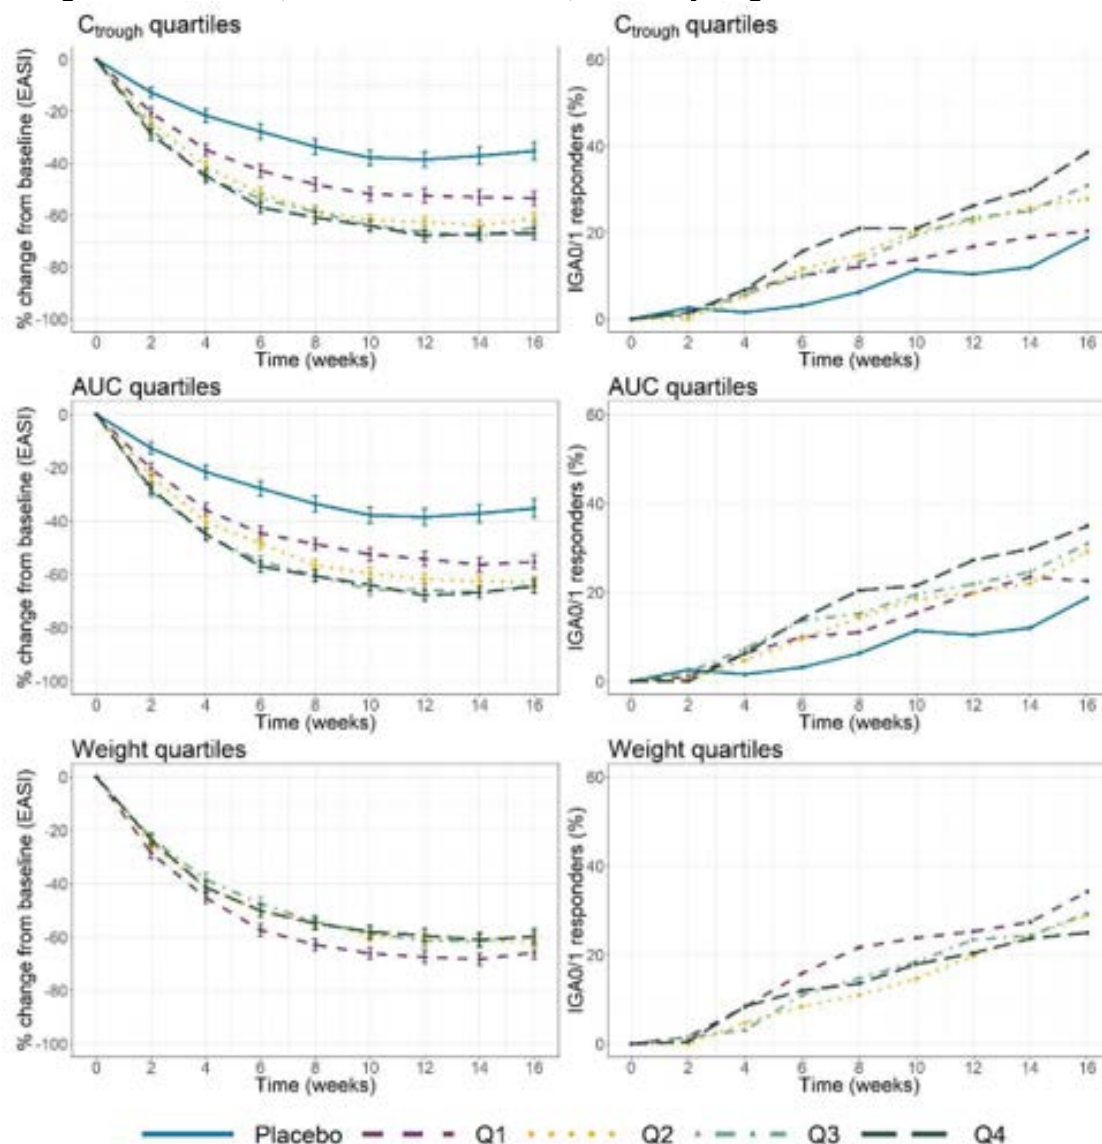 C_trough quartiles
C_trough quartiles
% change from baseline (EASI)
0
-20
-40
-60
-80
-100
0 2 4 6 8 10 12 14 16
Time (weeks)
IGA0/1 responders (%)
60
40
20
0
0 2 4 6 8 10 12 14 16
Time (weeks)
AUC quartiles
AUC quartiles
% change from baseline (EASI)
0
-20
-40
-60
-80
-100
0 2 4 6 8 10 12 14 16
Time (weeks)
IGA0/1 responders (%)
60
40
20
0
0 2 4 6 8 10 12 14 16
Time (weeks)
Weight quartiles
Weight quartiles
% change from baseline (EASI)
0
-20
-40
-60
-80
-100
0 2 4 6 8 10 12 14 16
Time (weeks)
IGA0/1 responders (%)
60
40
20
0
0 2 4 6 8 10 12 14 16
Time (weeks)
Placebo Q1 Q2 Q3 Q4